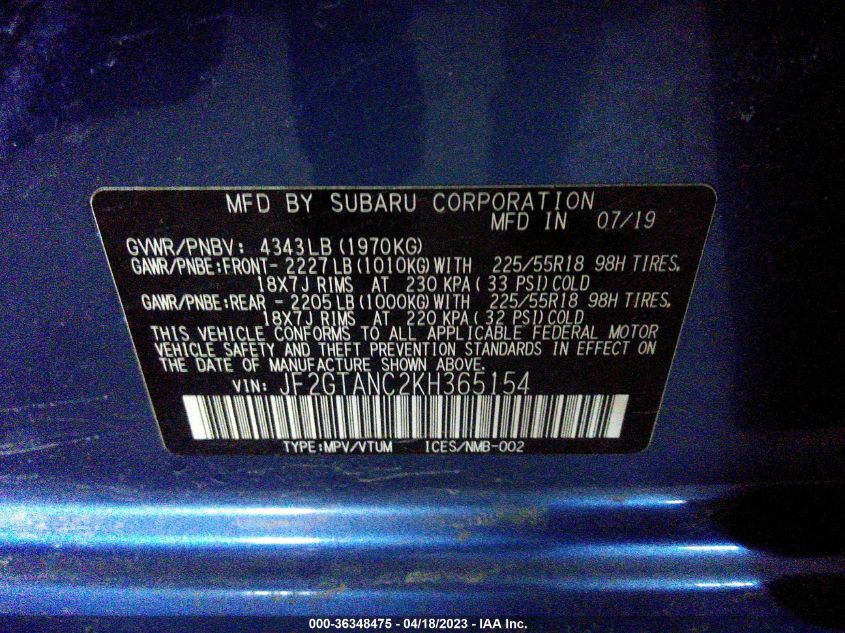 MFD BY SUBARU CORPORATION
MFD IN 07/19
GVWR/PNBV: 4343LB(1970KG)
GAWR/PNBE:FRONT- 2227LB(1010KG)WITH 225/55R18 98H TIRES,
18X7J RIMS AT 230 KPA( 33 PSI)COLD
GAWR/PNBE:REAR - 2205LB(1000KG)WITH 225/55R18 98H TIRES,
18X7J RIMS AT 220 KPA( 32 PSI)COLD
THIS VEHICLE CONFORMS TO ALL APPLICABLE FEDERAL MOTOR
VEHICLE SAFETY AND THEFT PREVENTION STANDARDS IN EFFECT ON
THE DATE OF MANUFACTURE SHOWN ABOVE.
VIN: JF2GTANC2KH365154
TYPE:MPV/VTUM ICES/NMB-002
000-36348475 - 04/18/2023 - IAA Inc.